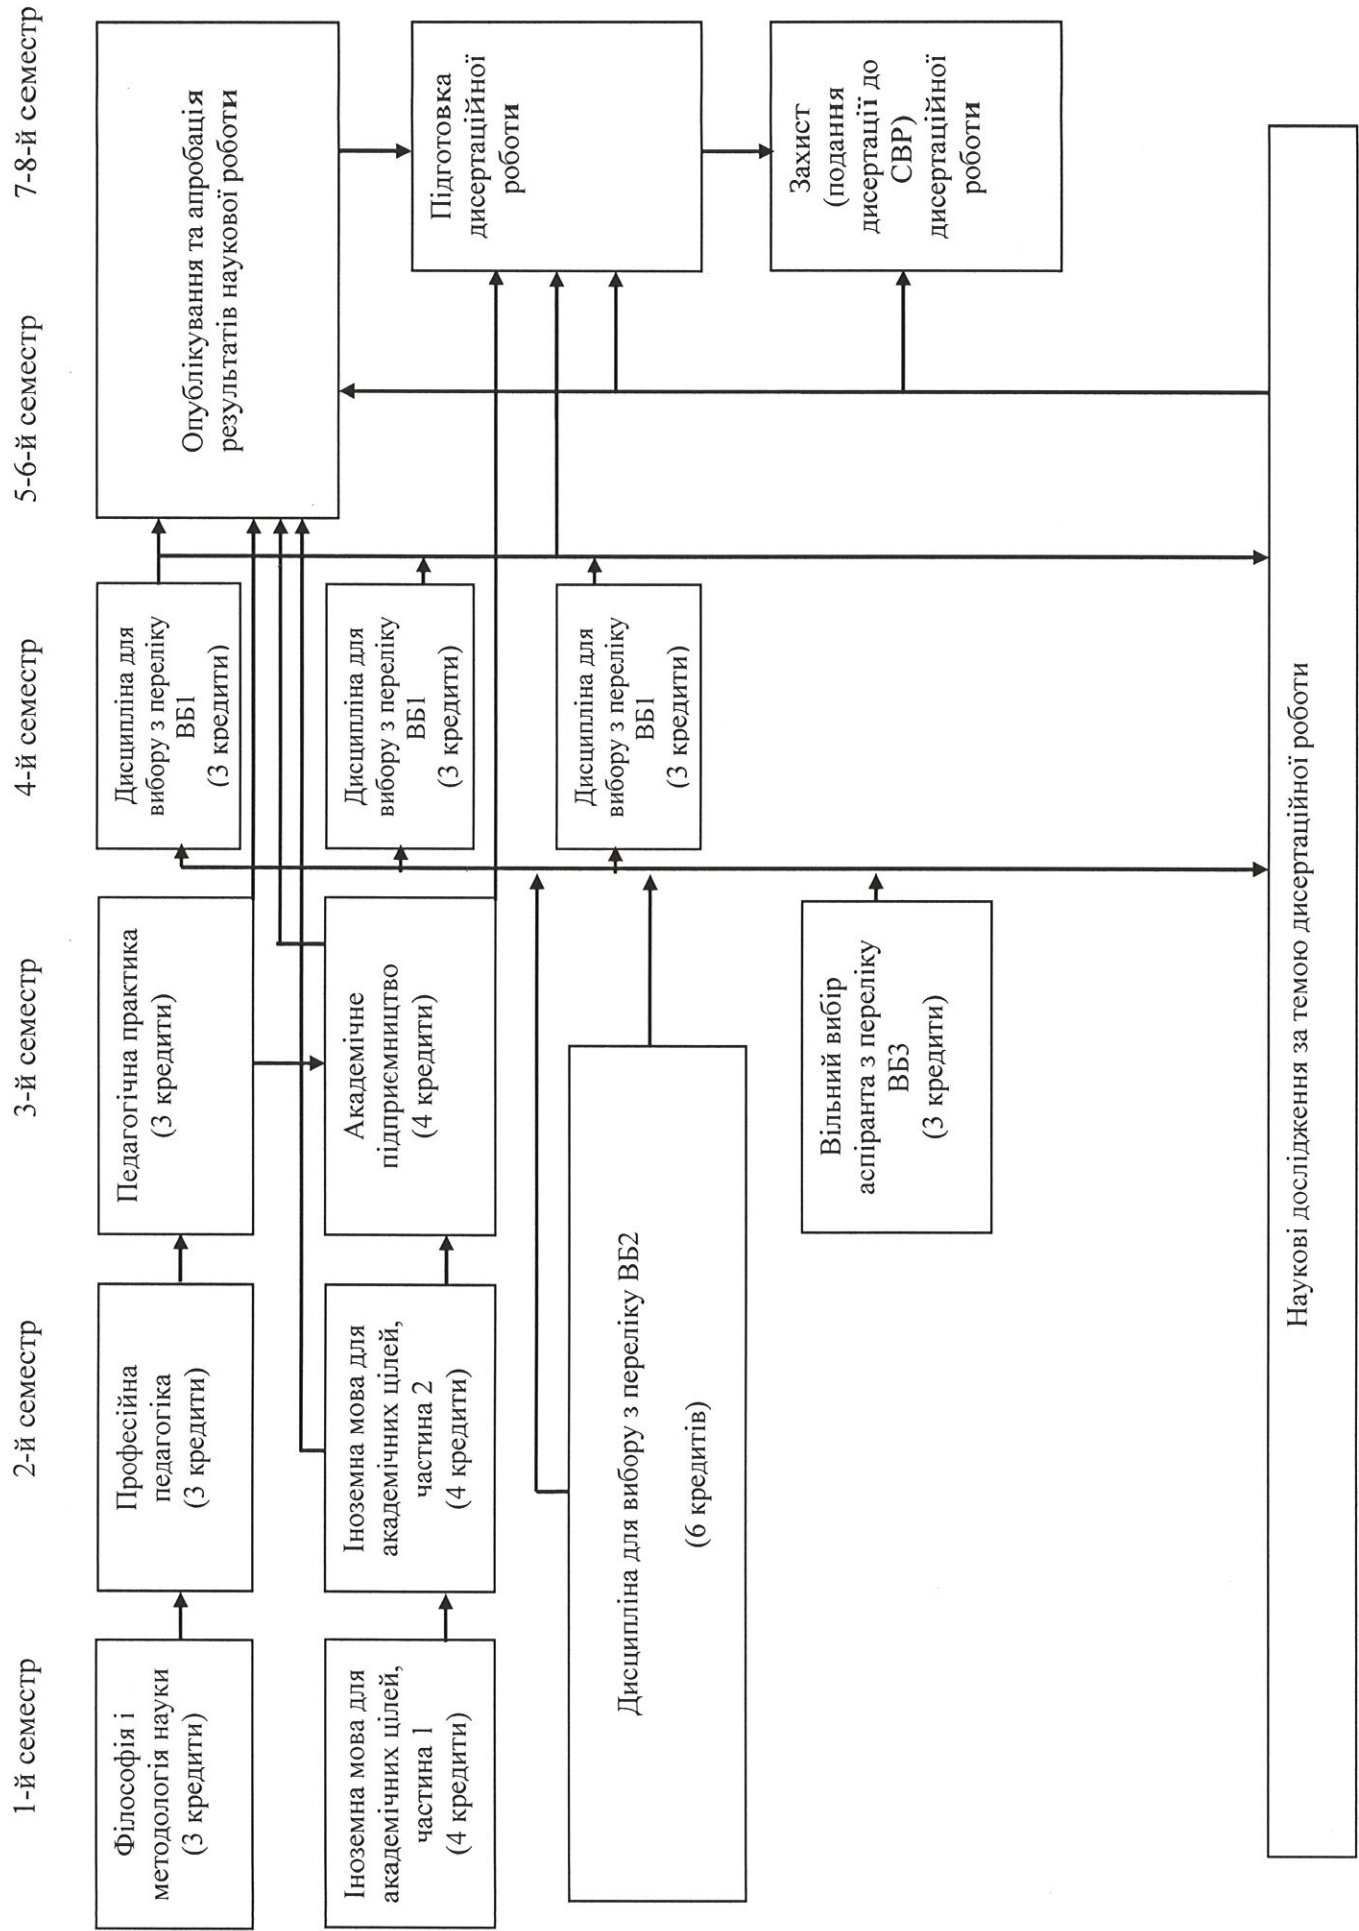 1-й семестр
2-й семестр
3-й семестр
4-й семестр
5-6-й семестр
7-8-й семестр
Філософія і
методологія науки
(3 кредити)
Професійна
педагогіка
(3 кредити)
Педагогічна практика
(3 кредити)
Дисципліна для
вибору з переліку
ВБ1
(3 кредити)
Опублікування та апробація
результатів наукової роботи
Іноземна мова для
академічних цілей,
частина 1
(4 кредити)
Іноземна мова для
академічних цілей,
частина 2
(4 кредити)
Академічне
підприємництво
(4 кредити)
Дисципліна для
вибору з переліку
ВБ1
(3 кредити)
Підготовка
дисертаційної
роботи
Дисципліна для вибору з переліку ВБ2
(6 кредитів)
Дисципліна для
вибору з переліку
ВБ1
(3 кредити)
Вільний вибір
аспіранта з переліку
ВБ3
(3 кредити)
Захист
(подання
дисертації до
СВР)
дисертаційної
роботи
Наукові дослідження за темою дисертаційної роботи